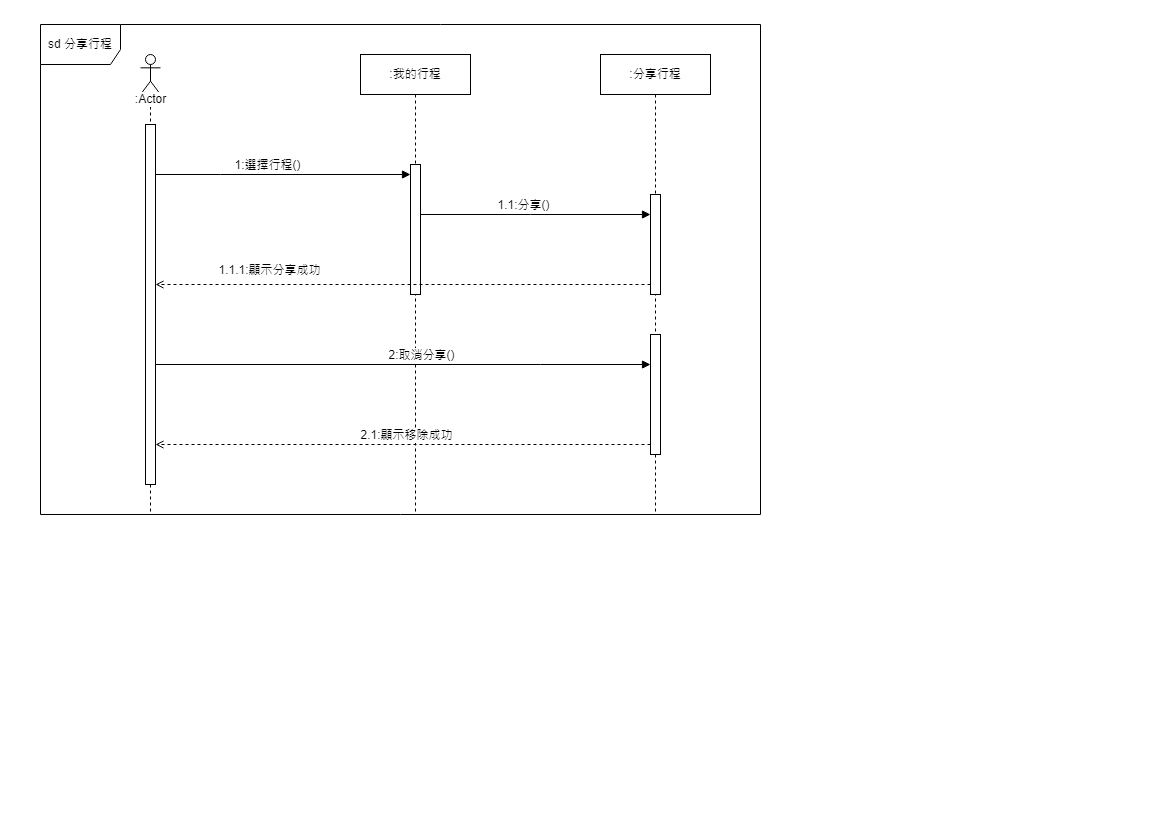 sd 分享行程
:Actor
:我的行程
:分享行程
1:選擇行程()
1.1:分享()
1.1.1:顯示分享成功
2:取消分享()
2.1:顯示移除成功